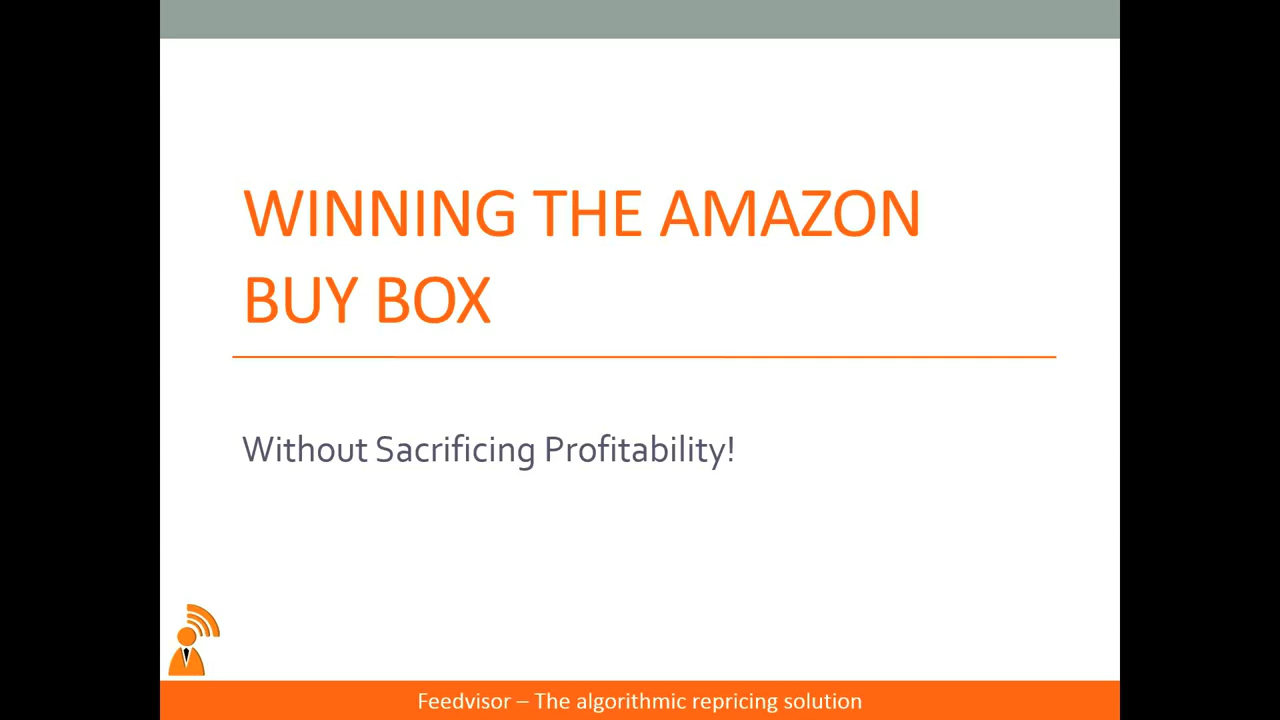 WINNING THE AMAZON
BUY BOX
Without Sacrificing Profitability!
Feedvisor – The algorithmic repricing solution